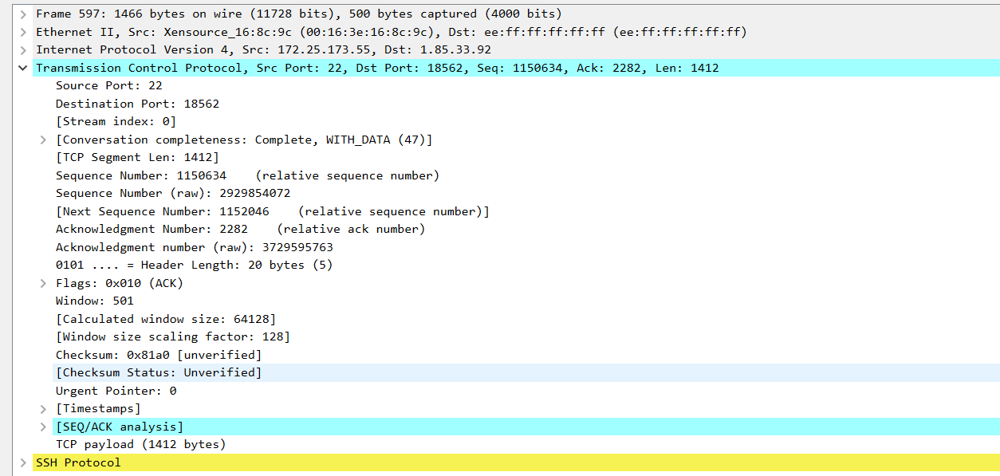 Frame 597: 1466 bytes on wire (11728 bits), 500 bytes captured (4000 bits)
Ethernet II, Src: Xensource_16:8c:9c (00:16:3e:16:8c:9c), Dst: ee:ff:ff:ff:ff:ff (ee:ff:ff:ff:ff:ff)
Internet Protocol Version 4, Src: 172.25.173.55, Dst: 1.85.33.92
Transmission Control Protocol, Src Port: 22, Dst Port: 18562, Seq: 1150634, Ack: 2282, Len: 1412
Source Port: 22
Destination Port: 18562
[Stream index: 0]
[Conversation completeness: Complete, WITH_DATA (47)]
[TCP Segment Len: 1412]
Sequence Number: 1150634    (relative sequence number)
Sequence Number (raw): 2929854072
[Next Sequence Number: 1152046    (relative sequence number)]
Acknowledgment Number: 2282    (relative ack number)
Acknowledgment number (raw): 3729595763
0101 .... = Header Length: 20 bytes (5)
Flags: 0x010 (ACK)
Window: 501
[Calculated window size: 64128]
[Window size scaling factor: 128]
Checksum: 0x81a0 [unverified]
[Checksum Status: Unverified]
Urgent Pointer: 0
[Timestamps]
[SEQ/ACK analysis]
TCP payload (1412 bytes)
SSH Protocol